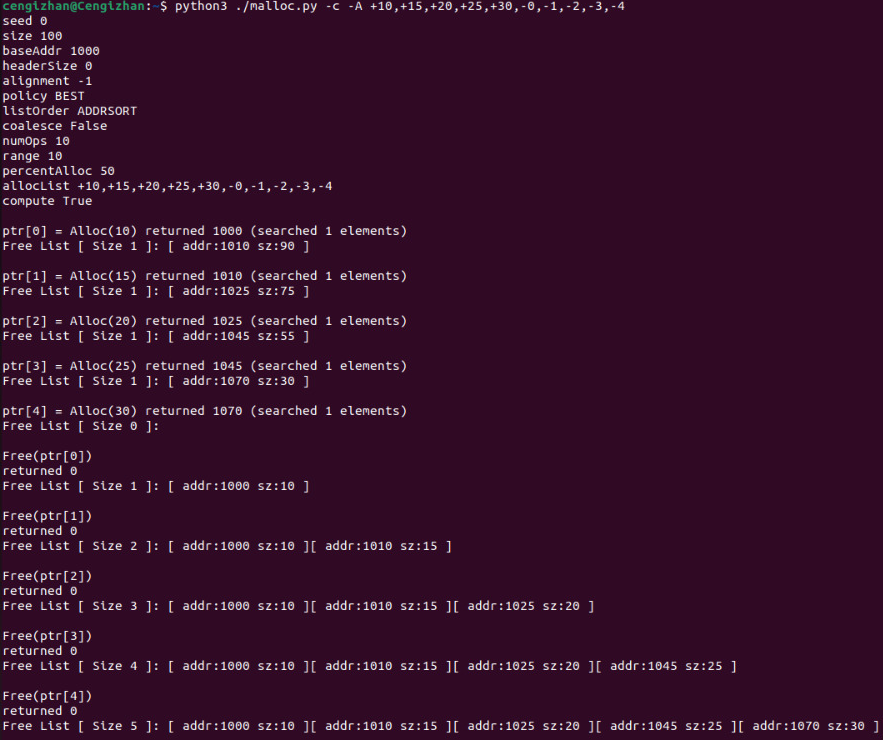 cengizhan@Cengizhan:~$ python3 ./malloc.py -c -A +10,+15,+20,+25,+30,-0,-1,-2,-3,-4
seed 0
size 100
baseAddr 1000
headerSize 0
alignment -1
policy BEST
listOrder ADDRSORT
coalesce False
numOps 10
range 10
percentAlloc 50
allocList +10,+15,+20,+25,+30,-0,-1,-2,-3,-4
compute True
ptr[0] = Alloc(10) returned 1000 (searched 1 elements)
Free List [ Size 1 ]: [ addr:1010 sz:90 ]
ptr[1] = Alloc(15) returned 1010 (searched 1 elements)
Free List [ Size 1 ]: [ addr:1025 sz:75 ]
ptr[2] = Alloc(20) returned 1025 (searched 1 elements)
Free List [ Size 1 ]: [ addr:1045 sz:55 ]
ptr[3] = Alloc(25) returned 1045 (searched 1 elements)
Free List [ Size 1 ]: [ addr:1070 sz:30 ]
ptr[4] = Alloc(30) returned 1070 (searched 1 elements)
Free List [ Size 0 ]:
Free(ptr[0])
returned 0
Free List [ Size 1 ]: [ addr:1000 sz:10 ]
Free(ptr[1])
returned 0
Free List [ Size 2 ]: [ addr:1000 sz:10 ][ addr:1010 sz:15 ]
Free(ptr[2])
returned 0
Free List [ Size 3 ]: [ addr:1000 sz:10 ][ addr:1010 sz:15 ][ addr:1025 sz:20 ]
Free(ptr[3])
returned 0
Free List [ Size 4 ]: [ addr:1000 sz:10 ][ addr:1010 sz:15 ][ addr:1025 sz:20 ][ addr:1045 sz:25 ]
Free(ptr[4])
returned 0
Free List [ Size 5 ]: [ addr:1000 sz:10 ][ addr:1010 sz:15 ][ addr:1025 sz:20 ][ addr:1045 sz:25 ][ addr:1070 sz:30 ]